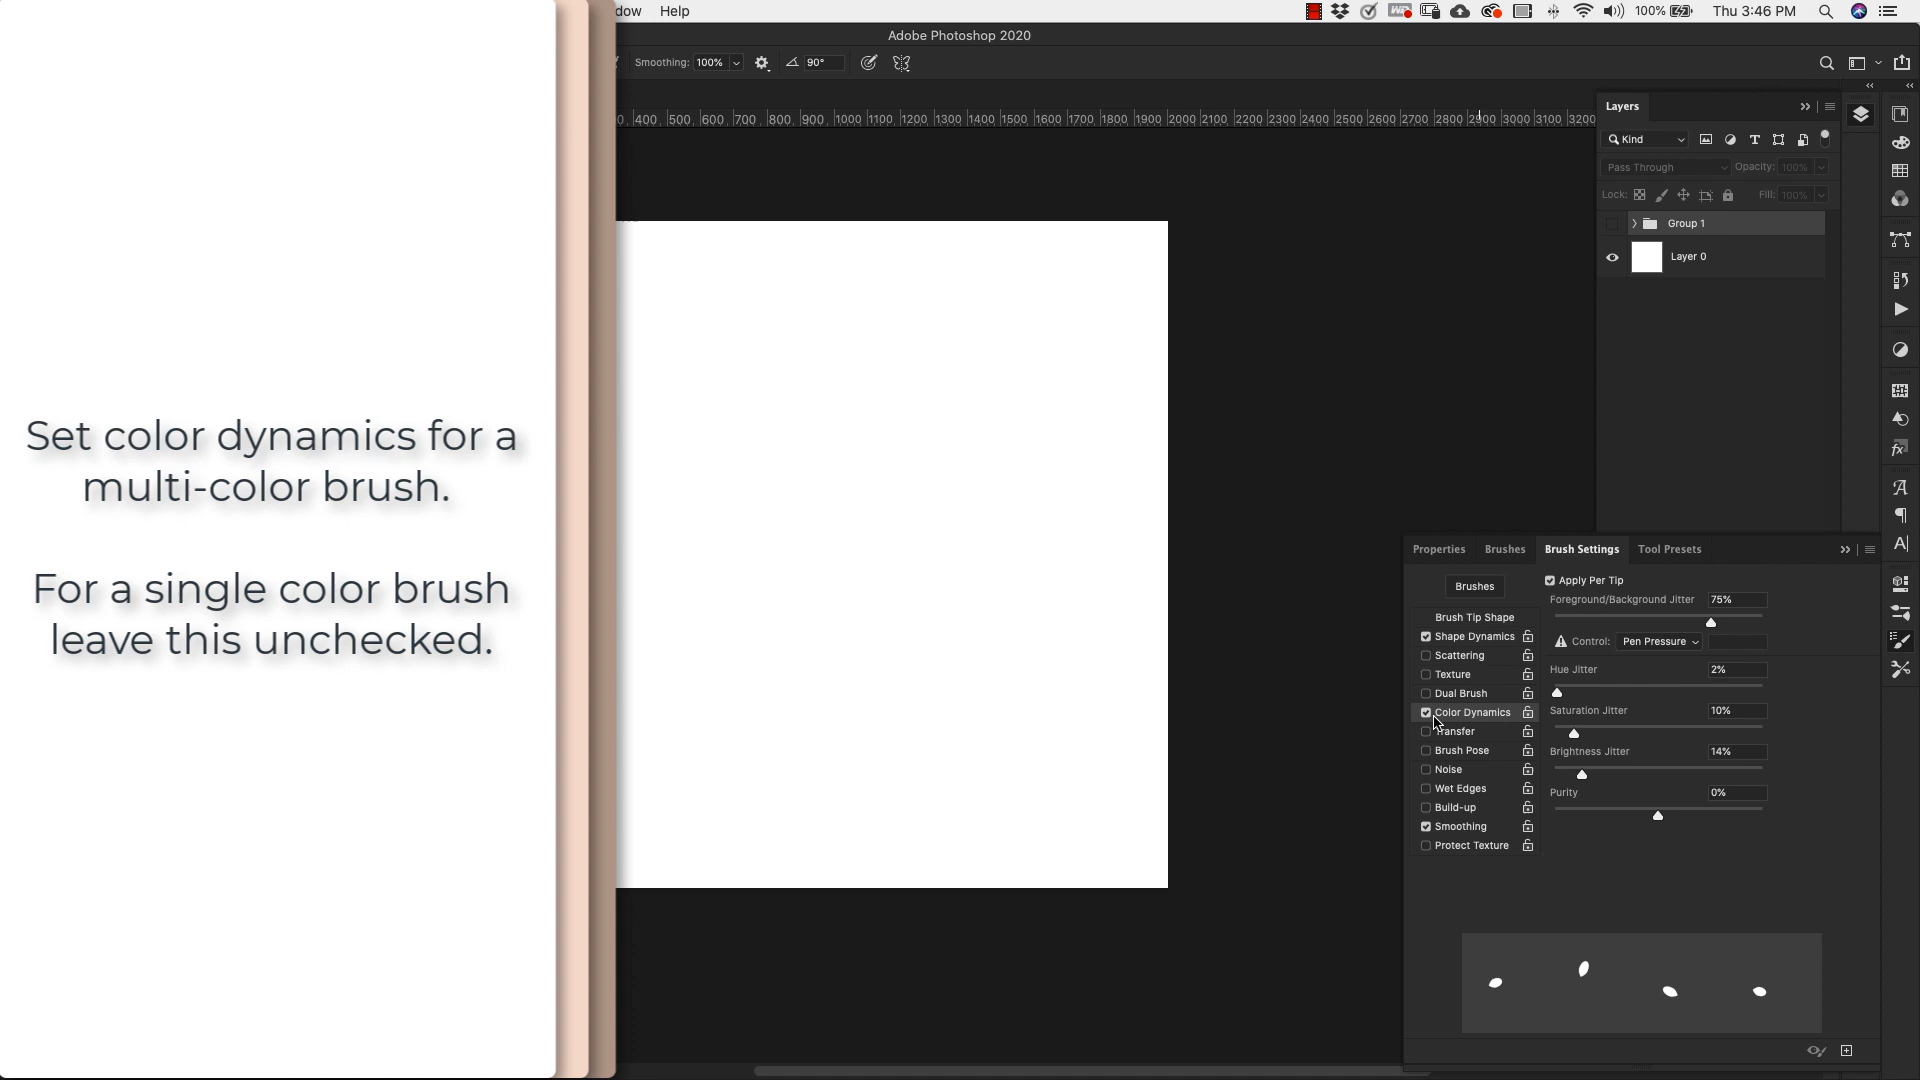 dow Help
100% Thu 3:46 PM
Adobe Photoshop 2020
Smoothing: 100% 90°
400 500 600 700 800 900 1000 1100 1200 1300 1400 1500 1600 1700 1800 1900 2000 2100 2200 2300 2400 2500 2600 2700 2800 2900 3000 3100 3200
Layers
Kind
Pass Through Opacity: 100%
Lock: Fill: 100%
Group 1
Layer 0
Set color dynamics for a
multi-color brush.
For a single color brush
leave this unchecked.
Properties Brushes Brush Settings Tool Presets
Brushes
Brush Tip Shape
Shape Dynamics
Scattering
Texture
Dual Brush
Color Dynamics
Transfer
Brush Pose
Noise
Wet Edges
Build-up
Smoothing
Protect Texture
Apply Per Tip
Foreground/Background Jitter 75%
Control: Pen Pressure
Hue Jitter 2%
Saturation Jitter 10%
Brightness Jitter 14%
Purity 0%